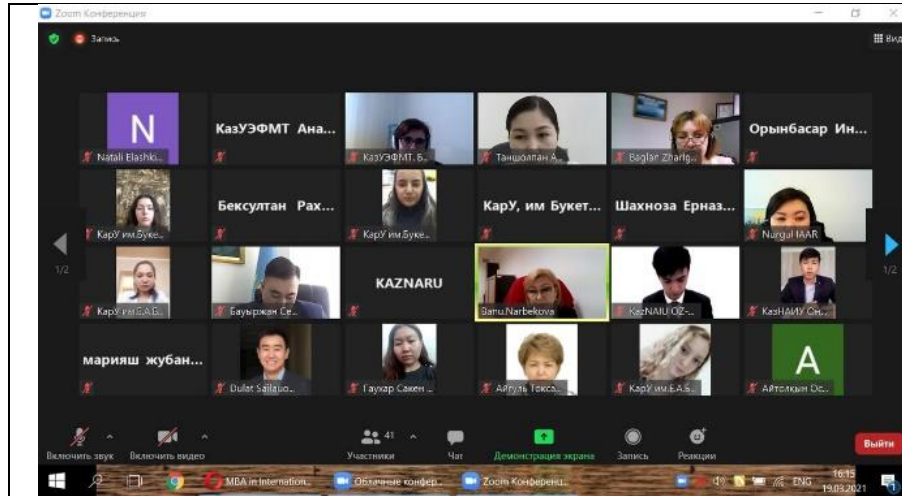 Zoom Конференция
Запись
Вид
N
Natali Elashki...
КазУЭФМТ Ана...
КазУЭФМТ. Б...
Таншолпан А...
Baglan Zharlg...
Орынбасар Ин...
КарУ им.Буке...
Бексултан Рах...
КарУ им.Буке...
КарУ, им Букет...
Шахноза Ерназ...
Nurgul IAAR
1/2
1/2
КарУ им.Е.А.Б...
Бауыржан Се...
KAZNARU
Banu.Narbekova
KazNAIU OZ-...
КазНАИУ Он...
марияш жубан...
Dulat Sailauo...
Гаухар Сакен ...
Айгуль Токса...
КарУ им.Е.А.Б...
A
Айтолкын Ос...
41
Включить звук
Включить видео
Участники
Чат
Демонстрация экрана
Запись
Реакции
Выйти
MBA in Internation...
Облачные конфер...
Zoom Конференц...
ENG
16:15
19.03.2021